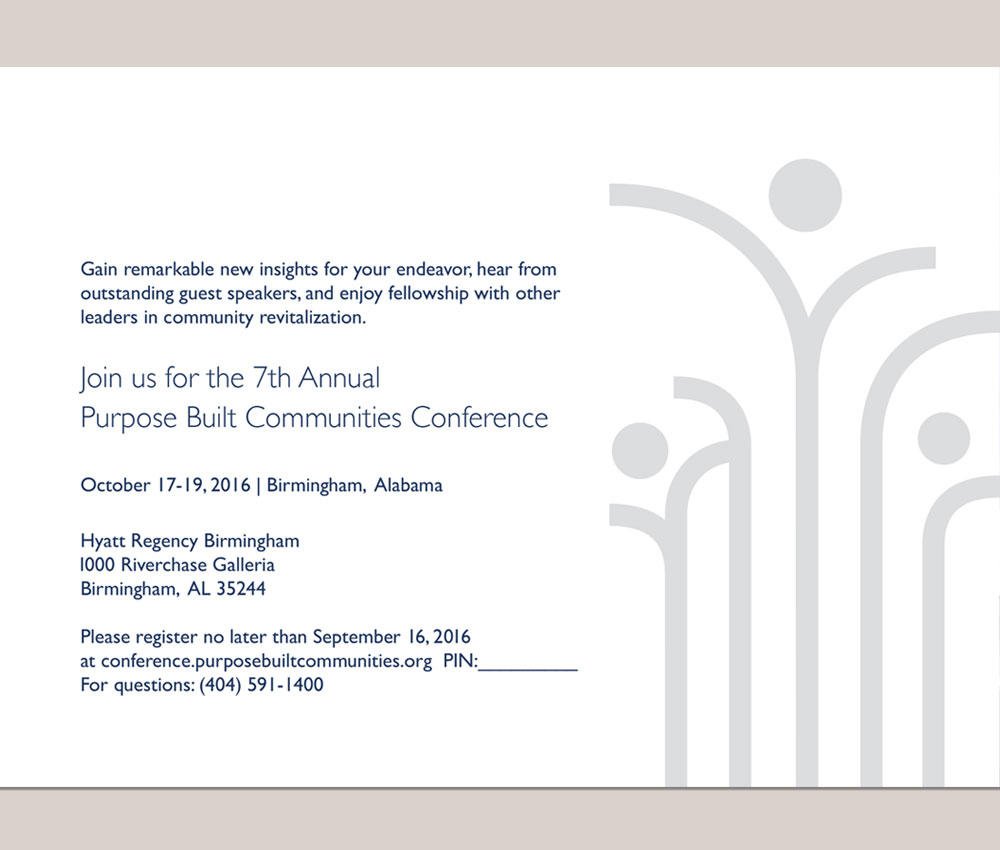 Gain remarkable new insights for your endeavor, hear from
outstanding guest speakers, and enjoy fellowship with other
leaders in community revitalization.
Join us for the 7th Annual
Purpose Built Communities Conference
October 17-19, 2016 | Birmingham, Alabama
Hyatt Regency Birmingham
1000 Riverchase Galleria
Birmingham, AL 35244
Please register no later than September 16, 2016
at conference.purposebuiltcommunities.org PIN:__________
For questions: (404) 591-1400